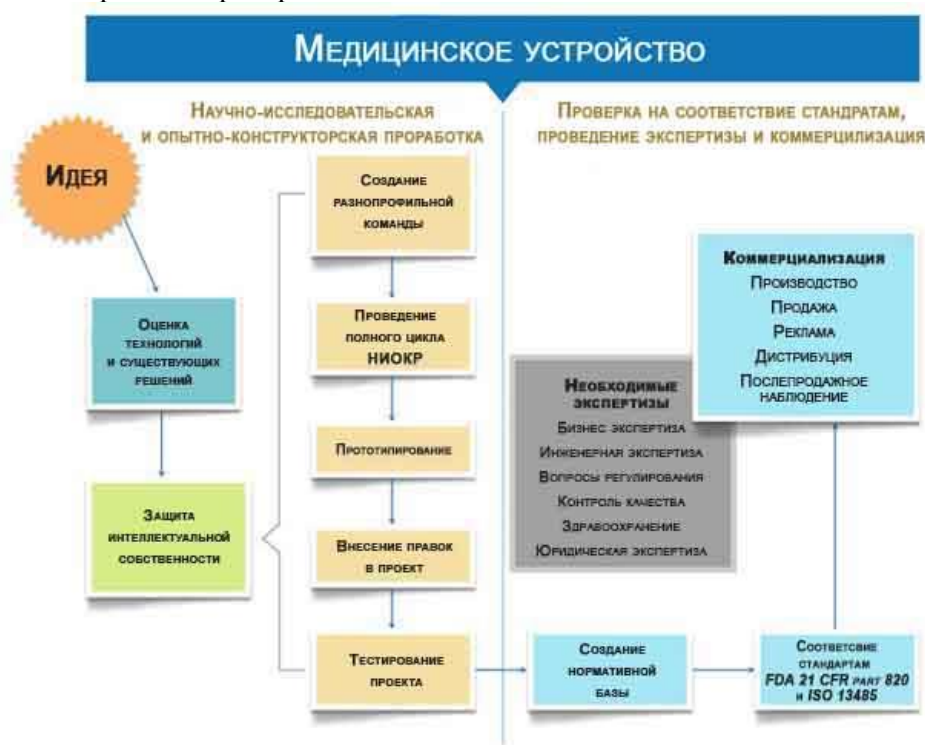 Медицинское устройство
Научно-исследовательская
и опытно-конструкторская проработка
Проверка на соответствие стандратам,
проведение экспертизы и коммерцилизация
Идея
Оценка
технологий
и существующих
решений
Защита
интеллектуальной
собственности
Создание
разнопрофильной
команды
Проведение
полного цикла
НИОКР
Прототипирование
Внесение правок
в проект
Тестирование
проекта
Необходимые
экспертизы
Бизнес экспертиза
Инженерная экспертиза
Вопросы регулирования
Контроль качества
Здравоохранение
Юридическая экспертиза
Коммерциализация
Производство
Продажа
Реклама
Дистрибуция
Послепродажное
наблюдение
Создание
нормативной
базы
Соответсвие
стандартам
FDA 21 CFR part 820
и ISO 13485